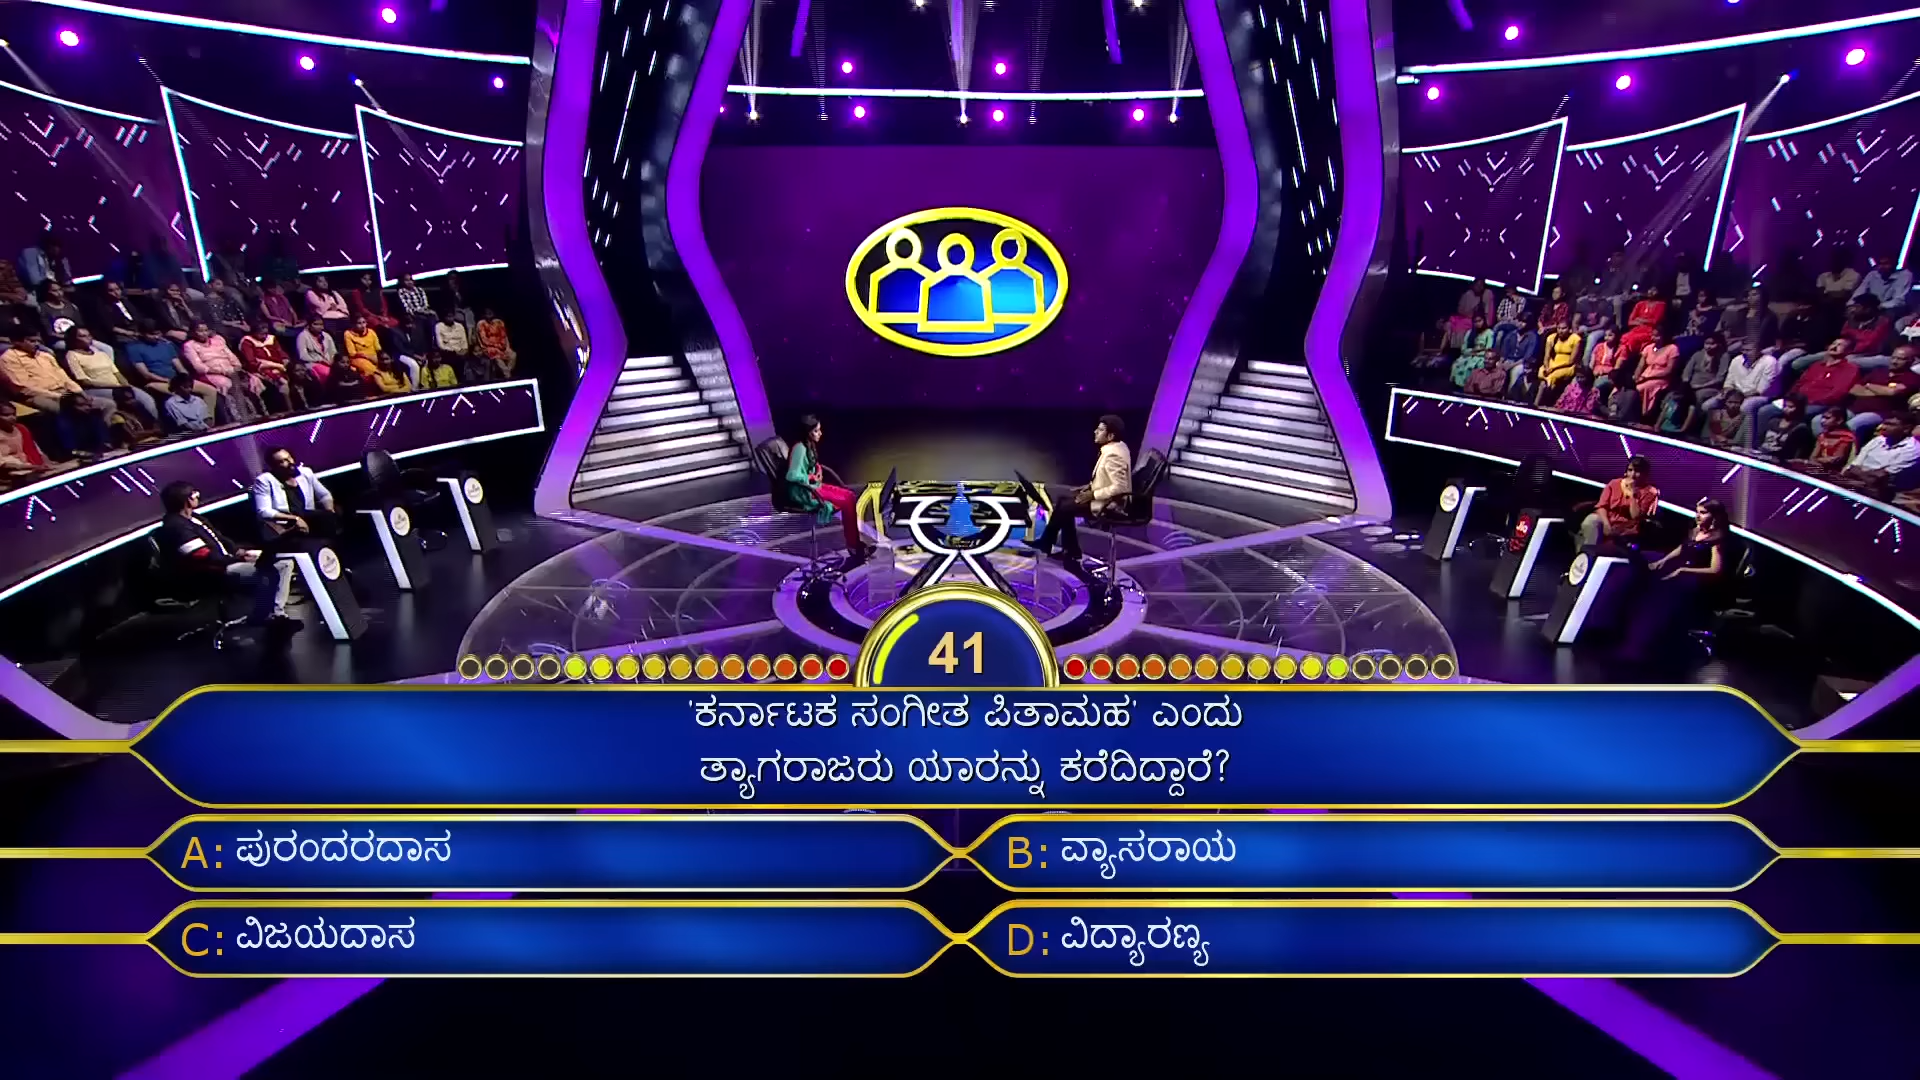 41
'ಕರ್ನಾಟಕ ಸಂಗೀತ ಪಿತಾಮಹ' ಎಂದು
ತ್ಯಾಗರಾಜರು ಯಾರನ್ನು ಕರೆದಿದ್ದಾರೆ?
A: ಪುರಂದರದಾಸ
B: ವ್ಯಾಸರಾಯ
C: ವಿಜಯದಾಸ
D: ವಿದ್ಯಾರಣ್ಯ